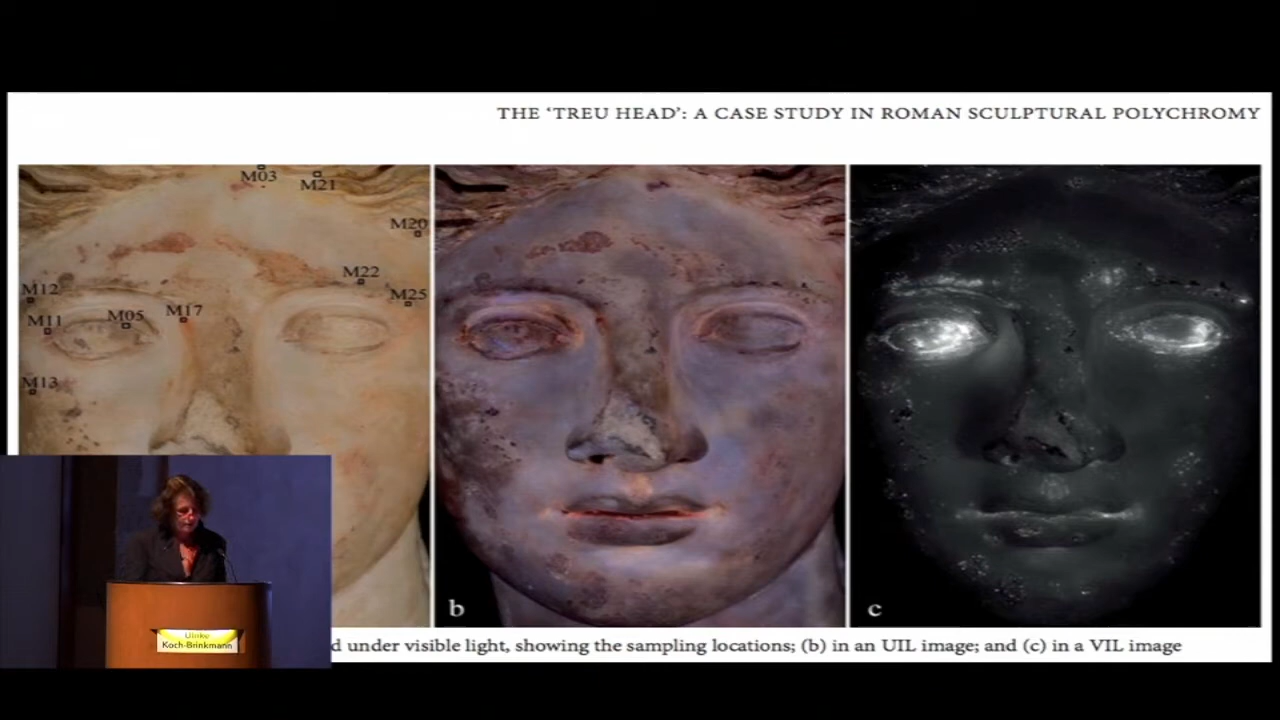 THE ‘TREU HEAD’: A CASE STUDY IN ROMAN SCULPTURAL POLYCHROMY
M03
M21
M20
M22
M12
M25
M17
M05
M11
M13
b
c
Ulrike
Koch-Brinkmann
d under visible light, showing the sampling locations; (b) in an UIL image; and (c) in a VIL image